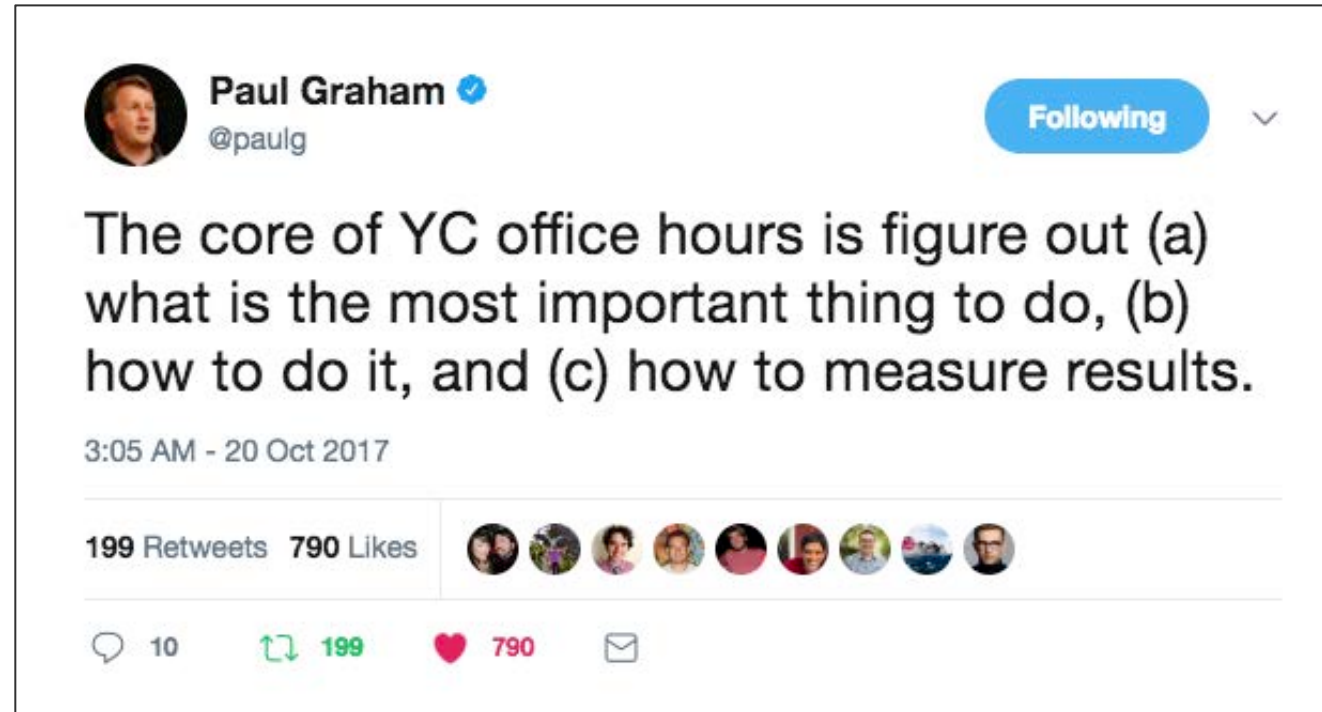 Paul Graham
@paulg
Following
The core of YC office hours is figure out (a)
what is the most important thing to do, (b)
how to do it, and (c) how to measure results.
3:05 AM - 20 Oct 2017
199 Retweets 790 Likes
10 199 790